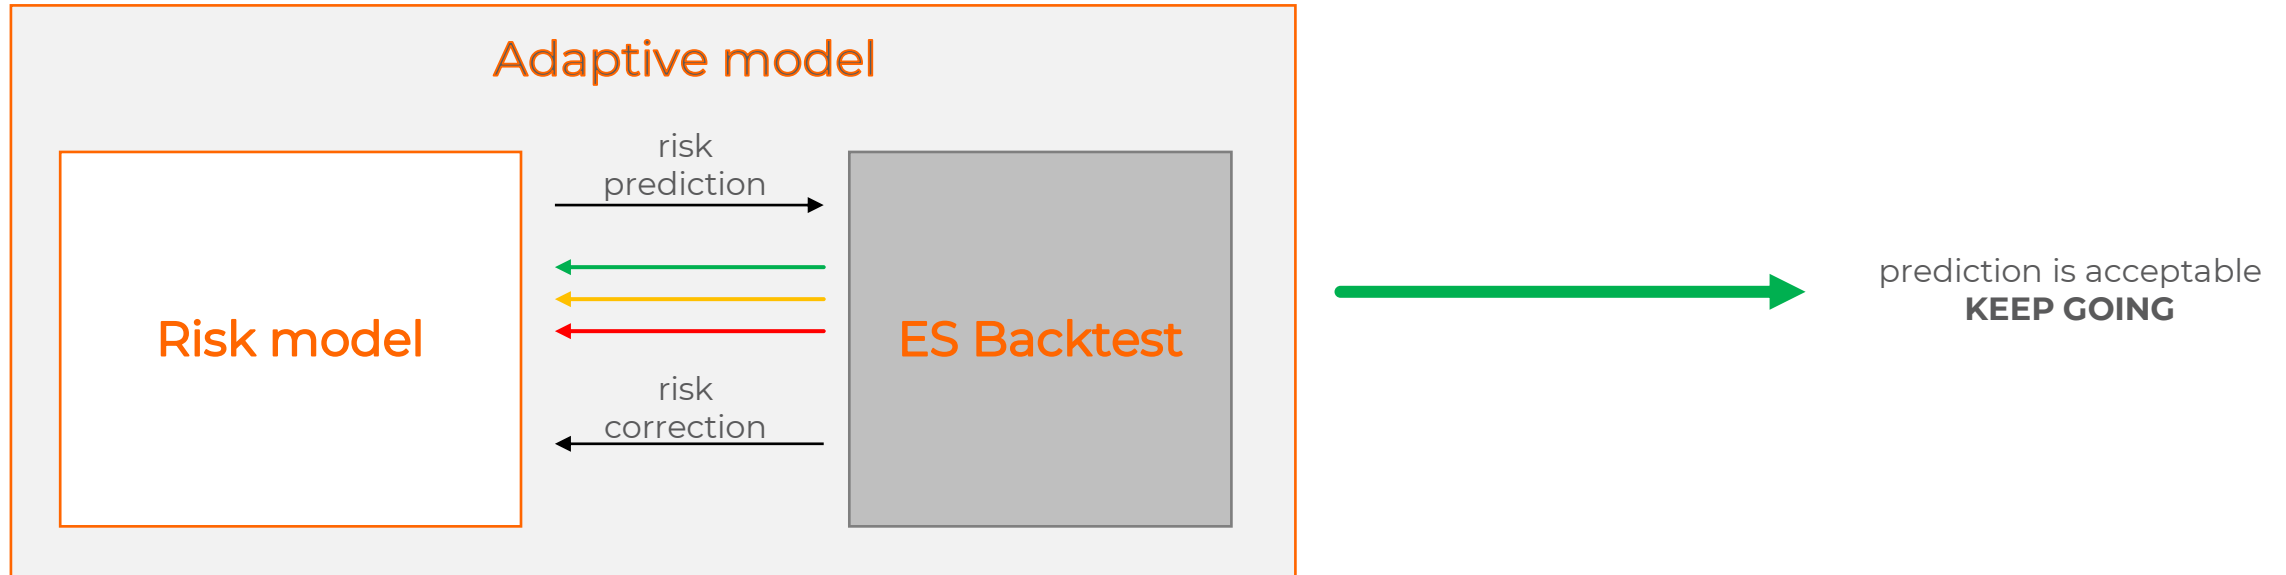 Adaptive model
risk
prediction
Risk model
ES Backtest
risk
correction
prediction is acceptable
KEEP GOING